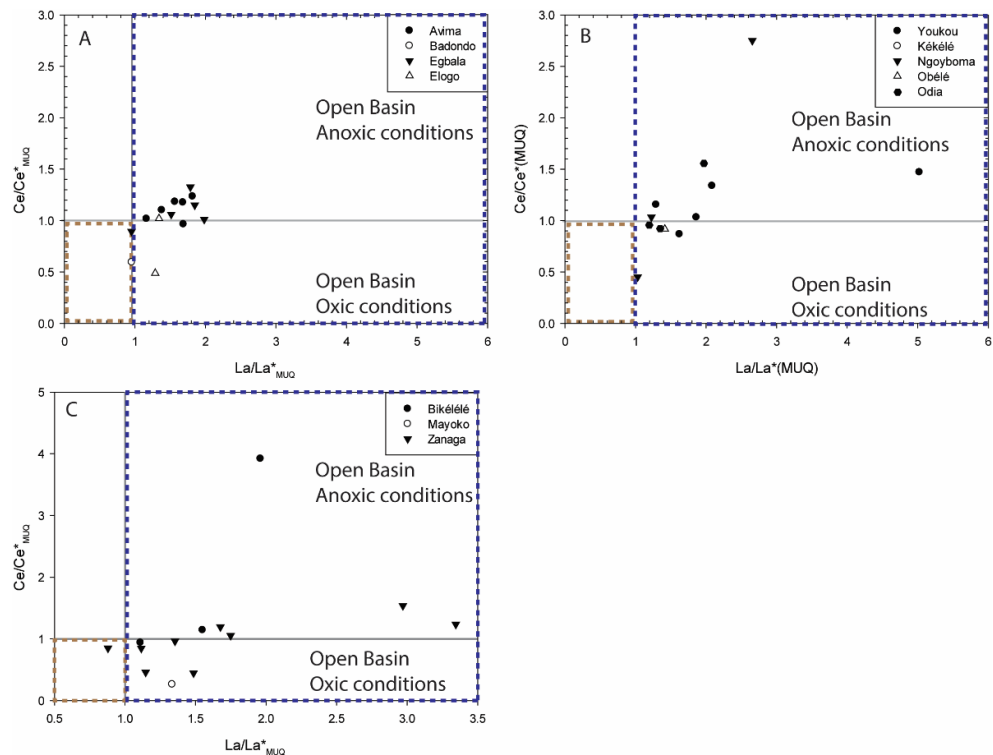 A
Avima
Badondo
Egbala
Elogo
Open Basin
Anoxic conditions
Open Basin
Oxic conditions
3.0
2.5
2.0
1.5
1.0
0.5
0.0
Ce/Ce*MUQ
0 1 2 3 4 5 6
La/La*MUQ
B
Youkou
Kékélé
Ngoyboma
Obélé
Odia
Open Basin
Anoxic conditions
Open Basin
Oxic conditions
3.0
2.5
2.0
1.5
1.0
0.5
0.0
Ce/Ce*(MUQ)
0 1 2 3 4 5 6
La/La*(MUQ)
C
Bikélélé
Mayoko
Zanaga
Open Basin
Anoxic conditions
Open Basin
Oxic conditions
5
4
3
2
1
0
Ce/Ce*MUQ
0.5 1.0 1.5 2.0 2.5 3.0 3.5
La/La*MUQ